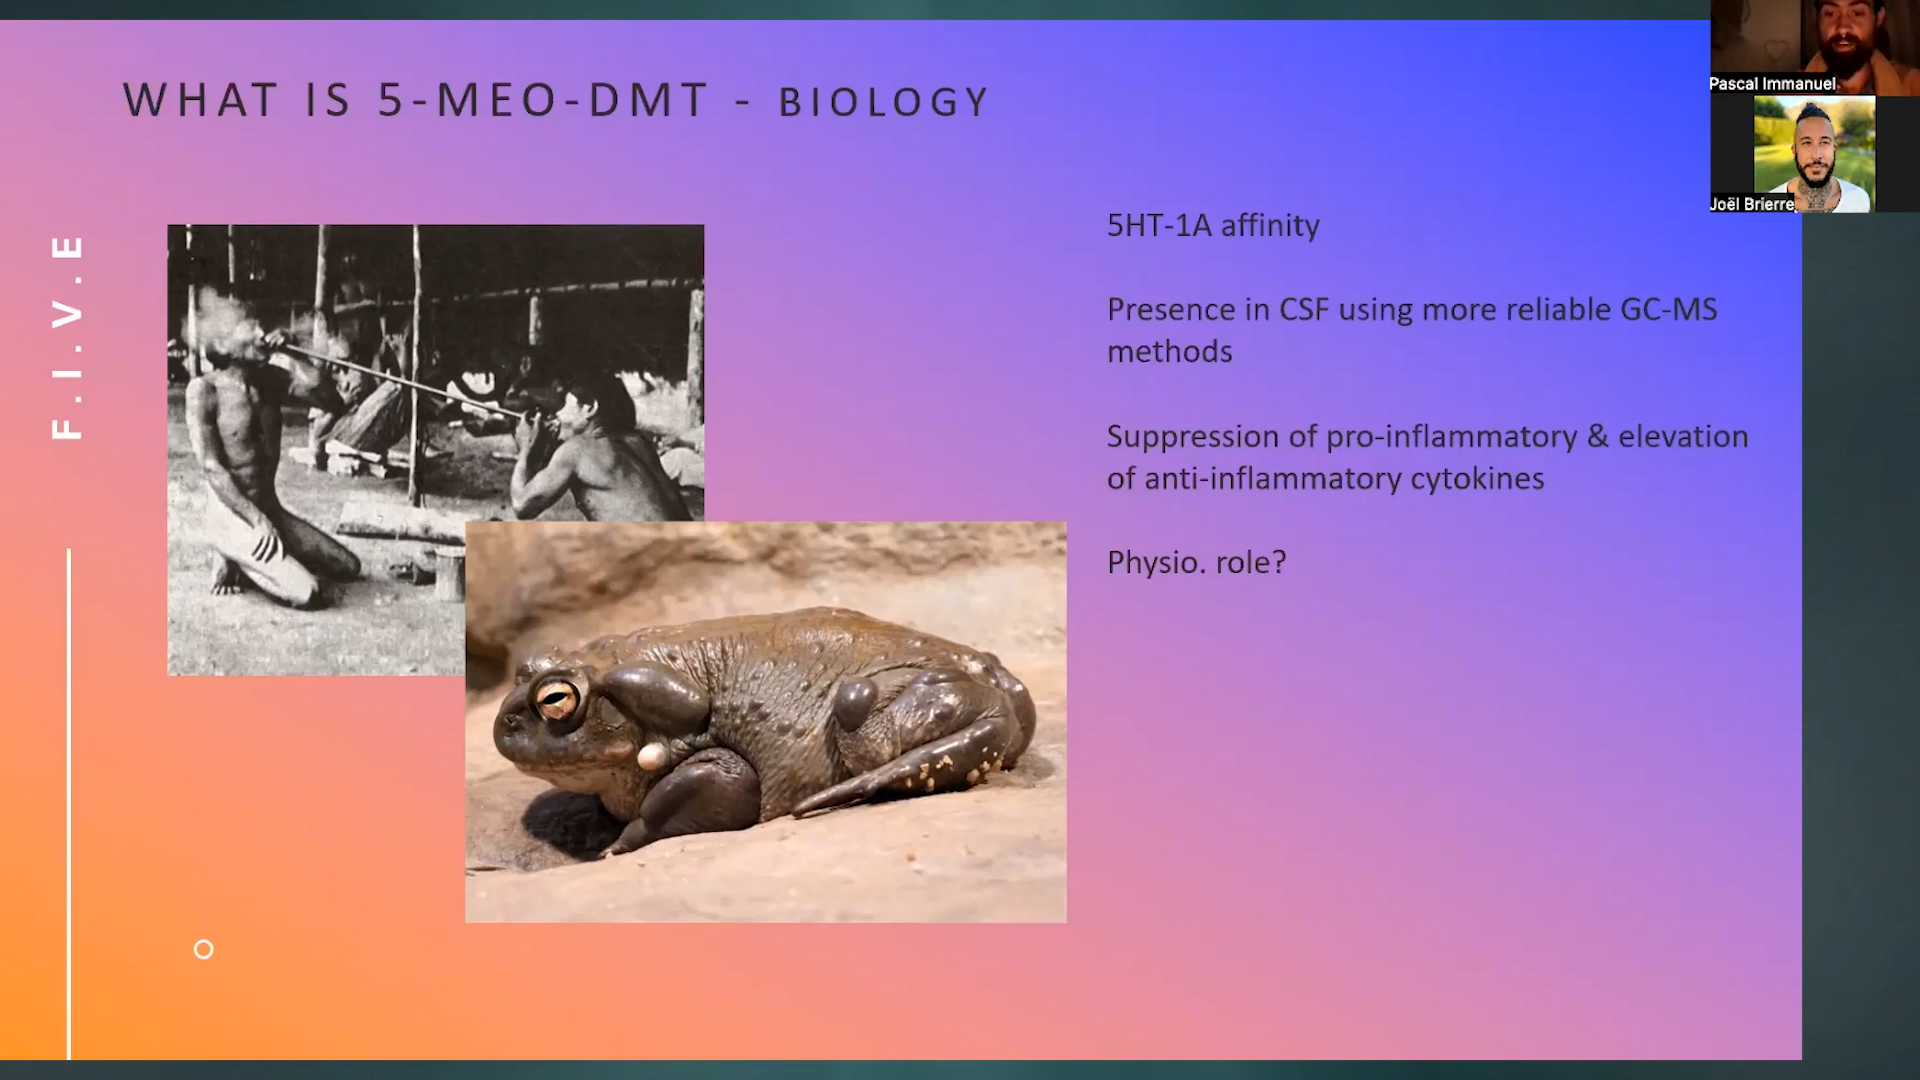 WHAT IS 5-MEO-DMT - BIOLOGY
Pascal Immanuel
Joël Brierre
F.I.V.E
5HT-1A affinity
Presence in CSF using more reliable GC-MS
methods
Suppression of pro-inflammatory & elevation
of anti-inflammatory cytokines
Physio. role?